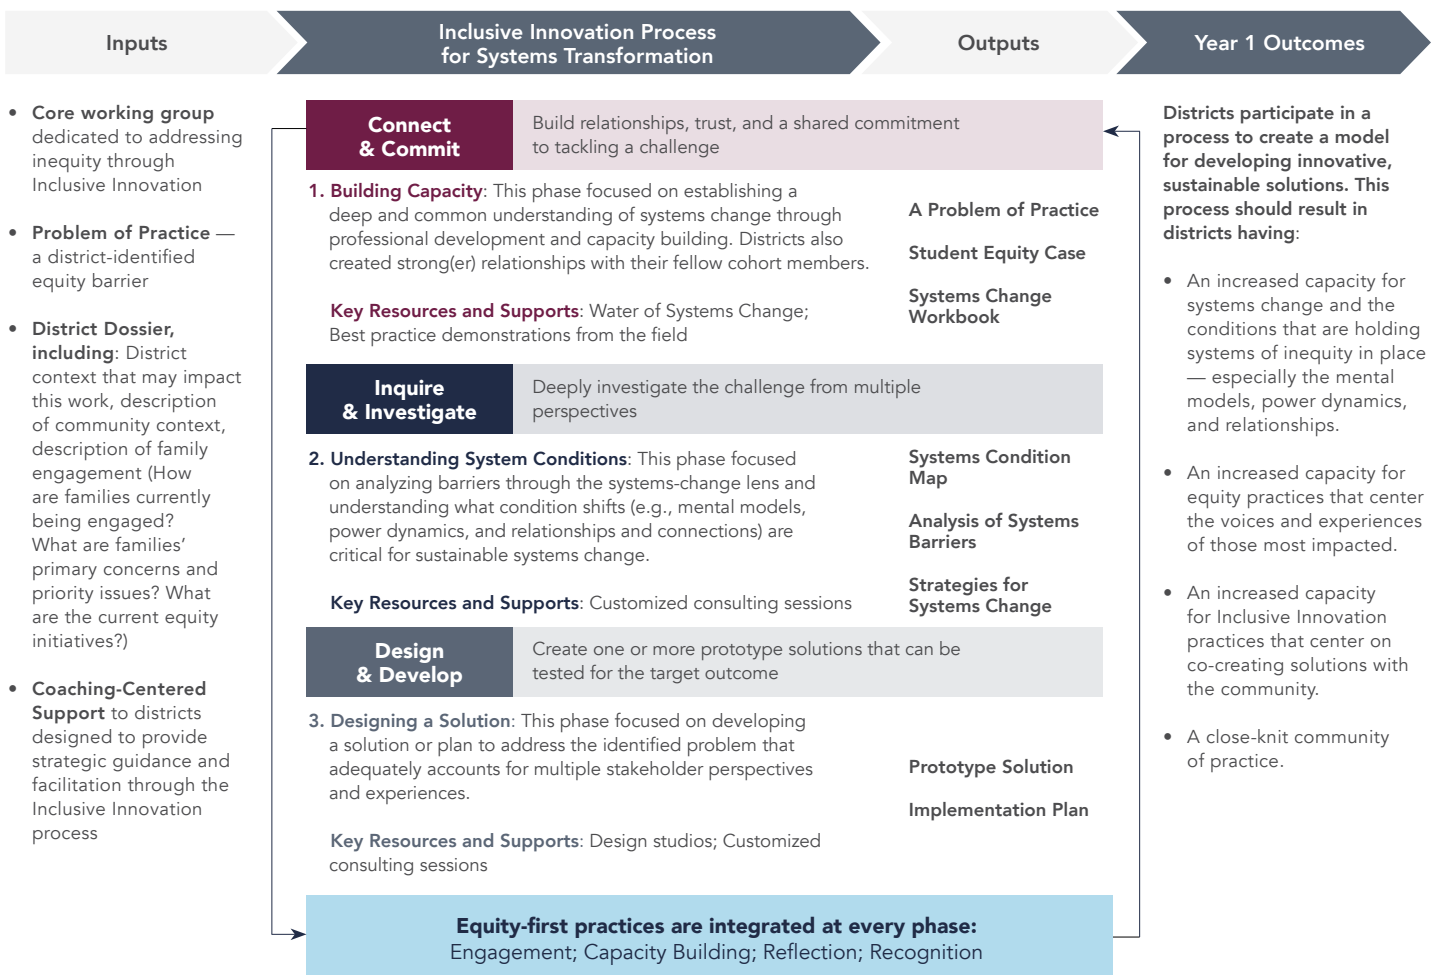 Inputs
Inclusive Innovation Process
for Systems Transformation
Outputs
Year 1 Outcomes
• Core working group
dedicated to addressing
inequity through
Inclusive Innovation
• Problem of Practice —
a district-identified
equity barrier
• District Dossier,
including: District
context that may impact
this work, description
of community context,
description of family
engagement (How
are families currently
being engaged?
What are families’
primary concerns and
priority issues? What
are the current equity
initiatives?)
• Coaching-Centered
Support to districts
designed to provide
strategic guidance and
facilitation through the
Inclusive Innovation
process
Connect
& Commit
Build relationships, trust, and a shared commitment
to tackling a challenge
1. Building Capacity: This phase focused on establishing a
deep and common understanding of systems change through
professional development and capacity building. Districts also
created strong(er) relationships with their fellow cohort members.
Key Resources and Supports: Water of Systems Change;
Best practice demonstrations from the field
A Problem of Practice
Student Equity Case
Systems Change
Workbook
Inquire
& Investigate
Deeply investigate the challenge from multiple
perspectives
2. Understanding System Conditions: This phase focused
on analyzing barriers through the systems-change lens and
understanding what condition shifts (e.g., mental models,
power dynamics, and relationships and connections) are
critical for sustainable systems change.
Key Resources and Supports: Customized consulting sessions
Systems Condition
Map
Analysis of Systems
Barriers
Strategies for
Systems Change
Design
& Develop
Create one or more prototype solutions that can be
tested for the target outcome
3. Designing a Solution: This phase focused on developing
a solution or plan to address the identified problem that
adequately accounts for multiple stakeholder perspectives
and experiences.
Key Resources and Supports: Design studios; Customized
consulting sessions
Prototype Solution
Implementation Plan
Equity-first practices are integrated at every phase:
Engagement; Capacity Building; Reflection; Recognition
Districts participate in a
process to create a model
for developing innovative,
sustainable solutions. This
process should result in
districts having:
• An increased capacity for
systems change and the
conditions that are holding
systems of inequity in place
— especially the mental
models, power dynamics,
and relationships.
• An increased capacity for
equity practices that center
the voices and experiences
of those most impacted.
• An increased capacity
for Inclusive Innovation
practices that center on
co-creating solutions with
the community.
• A close-knit community
of practice.